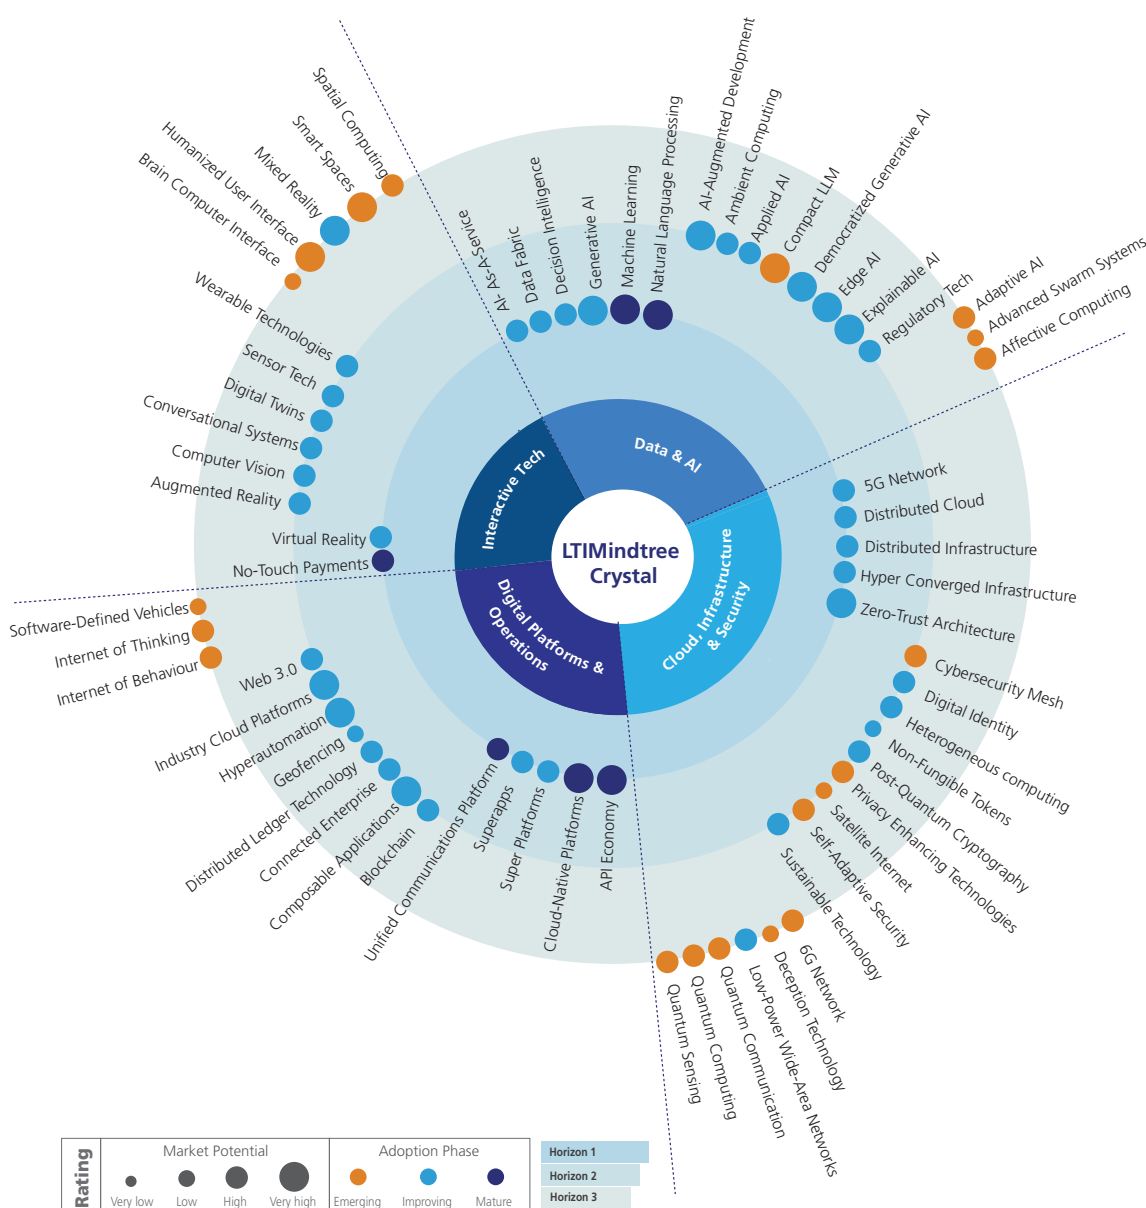 Spatial Computing
Smart Spaces
Mixed Reality
Humanized User Interface
Brain Computer Interface
Wearable Technologies
Sensor Tech
Digital Twins
Conversational Systems
Computer Vision
Augmented Reality
Virtual Reality
No-Touch Payments
AI- As-A-Service
Data Fabric
Decision Intelligence
Generative AI
Machine Learning
Natural Language Processing
AI-Augmented Development
Ambient Computing
Applied AI
Compact LLM
Democratized Generative AI
Edge AI
Explainable AI
Regulatory Tech
Adaptive AI
Advanced Swarm Systems
Affective Computing
Interactive Tech
Data & AI
LTIMindtree
Crystal
Digital Platforms &
Operations
Cloud, Infrastructure
& Security
5G Network
Distributed Cloud
Distributed Infrastructure
Hyper Converged Infrastructure
Zero-Trust Architecture
Cybersecurity Mesh
Digital Identity
Heterogeneous computing
Non-Fungible Tokens
Post-Quantum Cryptography
Privacy Enhancing Technologies
Satellite Internet
Self-Adaptive Security
Sustainable Technology
6G Network
Deception Technology
Low-Power Wide-Area Networks
Quantum Communication
Quantum Computing
Quantum Sensing
Software-Defined Vehicles
Internet of Thinking
Internet of Behaviour
Web 3.0
Industry Cloud Platforms
Hyperautomation
Geofencing
Distributed Ledger Technology
Connected Enterprise
Composable Applications
Blockchain
Unified Communications Platform
Superapps
Super Platforms
Cloud-Native Platforms
API Economy
Rating
Market Potential
Very low
Low
High
Very high
Adoption Phase
Emerging
Improving
Mature
Horizon 1
Horizon 2
Horizon 3